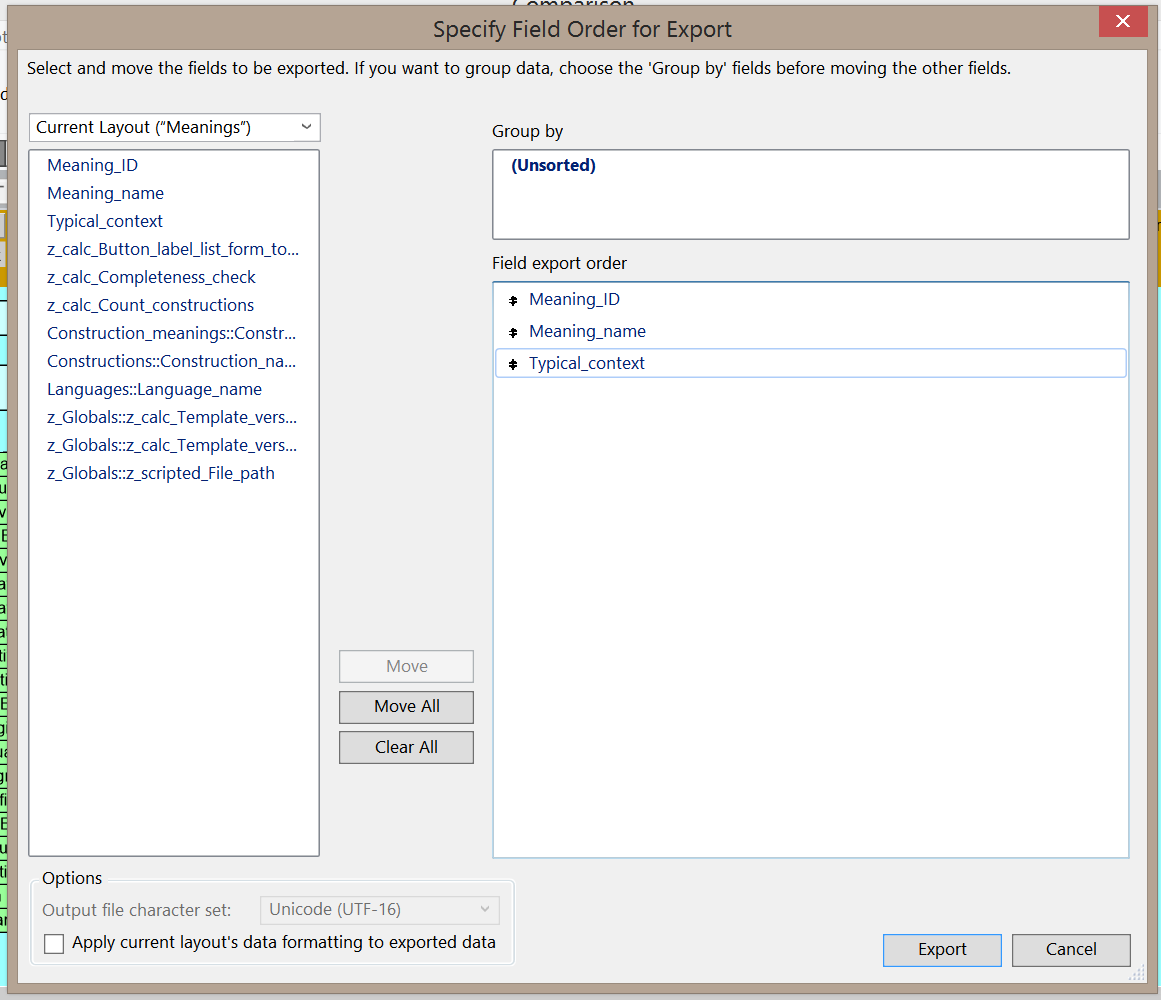 Specify Field Order for Export
Select and move the fields to be exported. If you want to group data, choose the 'Group by' fields before moving the other fields.
Current Layout (“Meanings”)
Meaning_ID
Meaning_name
Typical_context
z_calc_Button_label_list_form_to...
z_calc_Completeness_check
z_calc_Count_constructions
Construction_meanings::Constr...
Constructions::Construction_na...
Languages::Language_name
z_Globals::z_calc_Template_vers...
z_Globals::z_calc_Template_vers...
z_Globals::z_scripted_File_path
Move
Move All
Clear All
Group by
(Unsorted)
Field export order
Meaning_ID
Meaning_name
Typical_context
Options
Output file character set:
Unicode (UTF-16)
Apply current layout's data formatting to exported data
Export
Cancel